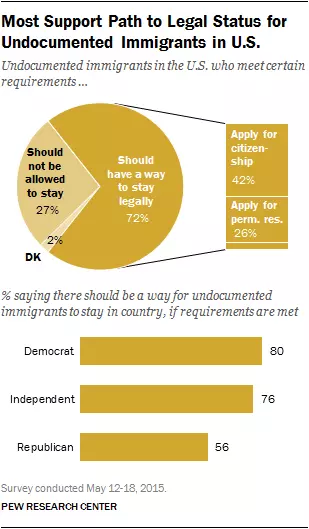 Most Support Path to Legal Status for
Undocumented Immigrants in U.S.
Undocumented immigrants in the U.S. who meet certain
requirements ...
Should
not be
allowed
to stay
27%
2%
DK
Should
have a way
to stay
legally
72%
Apply for
citizen-
ship
42%
Apply for
perm. res.
26%
% saying there should be a way for undocumented
immigrants to stay in country, if requirements are met
Democrat 80
Independent 76
Republican 56
Survey conducted May 12-18, 2015.
PEW RESEARCH CENTER